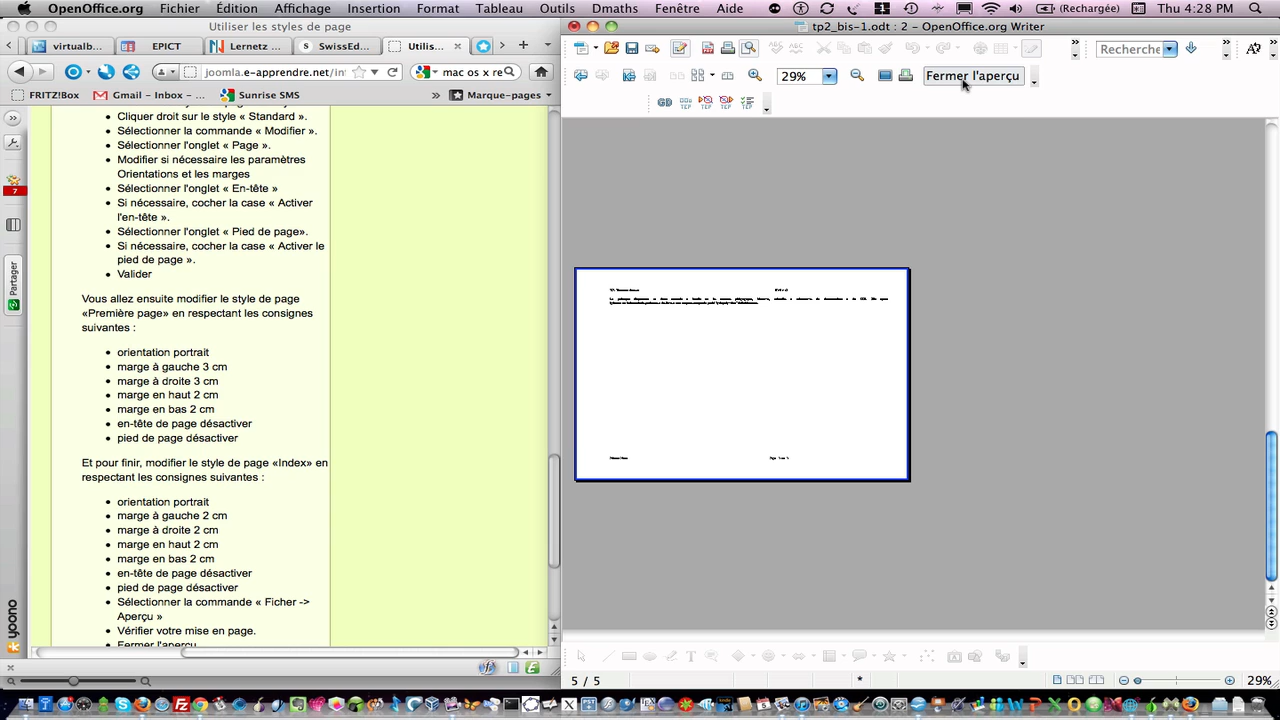 OpenOffice.org Fichier Édition Affichage Insertion Format Tableau Outils Dmaths Fenêtre Aide (Rechargée) Thu 4:28 PM
Utiliser les styles de page
virtualb... EPICT Lernetz ... SwissEd... Utilis...
joomla.e-apprendre.net/in mac os x re
FRITZ!Box Gmail - Inbox - ... Sunrise SMS » Marque-pages
Partager
7
yoono
Cliquer droit sur le style « Standard ».
Sélectionner la commande « Modifier ».
Sélectionner l'onglet « Page ».
Modifier si nécessaire les paramètres
Orientations et les marges
Sélectionner l'onglet « En-tête »
Si nécessaire, cocher la case « Activer
l'en-tête ».
Sélectionner l'onglet « Pied de page».
Si nécessaire, cocher la case « Activer le
pied de page ».
Valider
Vous allez ensuite modifier le style de page
«Première page» en respectant les consignes
suivantes :
orientation portrait
marge à gauche 3 cm
marge à droite 3 cm
marge en haut 2 cm
marge en bas 2 cm
en-tête de page désactiver
pied de page désactiver
Et pour finir, modifier le style de page «Index» en
respectant les consignes suivantes :
orientation portrait
marge à gauche 2 cm
marge à droite 2 cm
marge en haut 2 cm
marge en bas 2 cm
en-tête de page désactiver
pied de page désactiver
Sélectionner la commande « Ficher ->
Aperçu »
Vérifier votre mise en page.
Fermer l'aperçu
tp2_bis-1.odt : 2 - OpenOffice.org Writer
Recherche
29% Fermer l'aperçu
5 / 5 * 29%